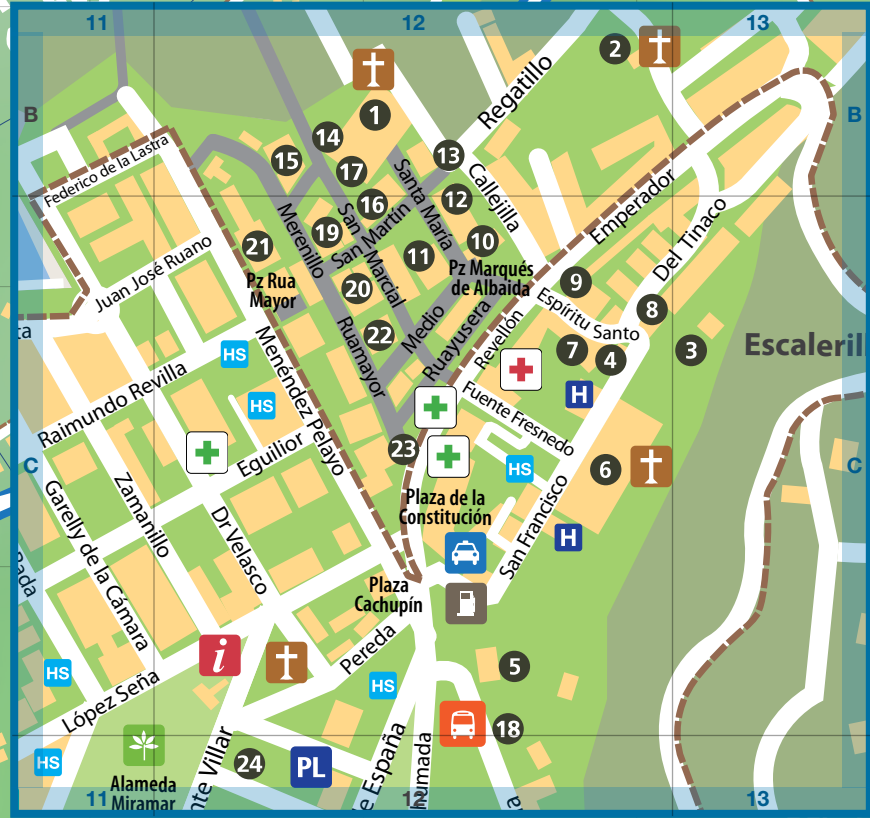 11
12
13
B
B
2
1
Regatillo
14
13
15
17
Federico de la Lastra
Santa María
Callejilla
16
12
Merenillo
San Marcial
San Martín
19
10
11
21
Emperador
Del Tinaco
Juan José Ruano
Pz Rua
Mayor
Pz Marqués
de Albaida
20
9
Espíritu Santo
8
ta
22
Medio
Ruayusera
Revellón
7
4
3
Escaleril
HS
Ruamayor
Menéndez Pelayo
H
Raimundo Revilla
HS
Fuente Fresnedo
Eguilior
23
C
C
HS
6
Garelly de la Cámara
Zamanillo
Dr Velasco
Plaza de la
Constitución
San Francisco
H
Plaza
Cachupín
i
Pereda
5
HS
HS
López Seña
18
HS
24
PL
nte Villar
e España
humada
Alameda
Miramar
11
12
13